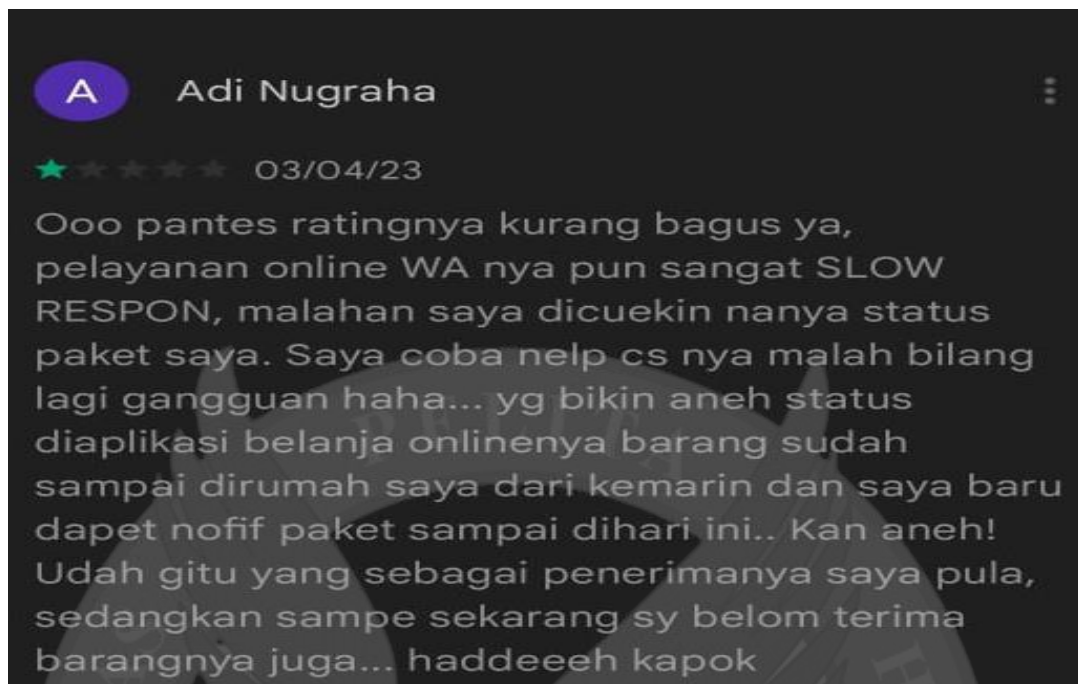 A
Adi Nugraha
03/04/23
Ooo pantes ratingnya kurang bagus ya,
pelayanan online WA nya pun sangat SLOW
RESPON, malahan saya dicuekin nanya status
paket saya. Saya coba nelp cs nya malah bilang
lagi gangguan haha... yg bikin aneh status
diaplikasi belanja onlinenya barang sudah
sampai dirumah saya dari kemarin dan saya baru
dapet nofif paket sampai dihari ini.. Kan aneh!
Udah gitu yang sebagai penerimanya saya pula,
sedangkan sampe sekarang sy belom terima
barangnya juga... haddeeeh kapok
PELITA